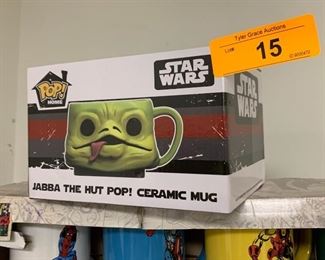 Tyler Grace Auctions
Lot#
15
POP!
HOME
STAR
WARS
STAR
WARS
JABBA THE HUT POP! CERAMIC MUG